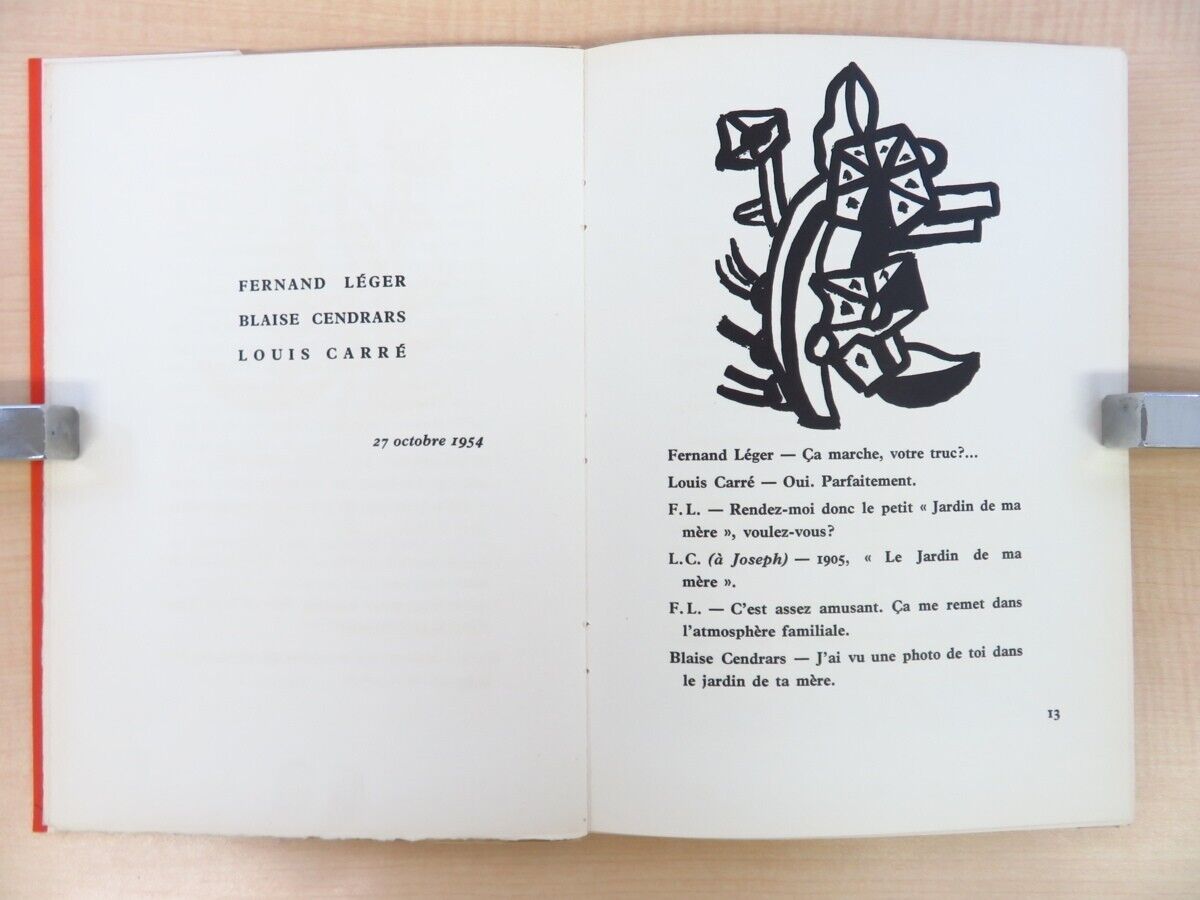 FERNAND LÉGER
BLAISE CENDRARS
LOUIS CARRÉ
27 octobre 1954
Fernand Léger — Ça marche, votre truc?...
Louis Carré — Oui. Parfaitement.
F. L. — Rendez-moi donc le petit « Jardin de ma
mère », voulez-vous?
L.C. (à Joseph) — 1905, « Le Jardin de ma
mère ».
F. L. — C'est assez amusant. Ça me remet dans
l'atmosphère familiale.
Blaise Cendrars — J'ai vu une photo de toi dans
le jardin de ta mère.
13